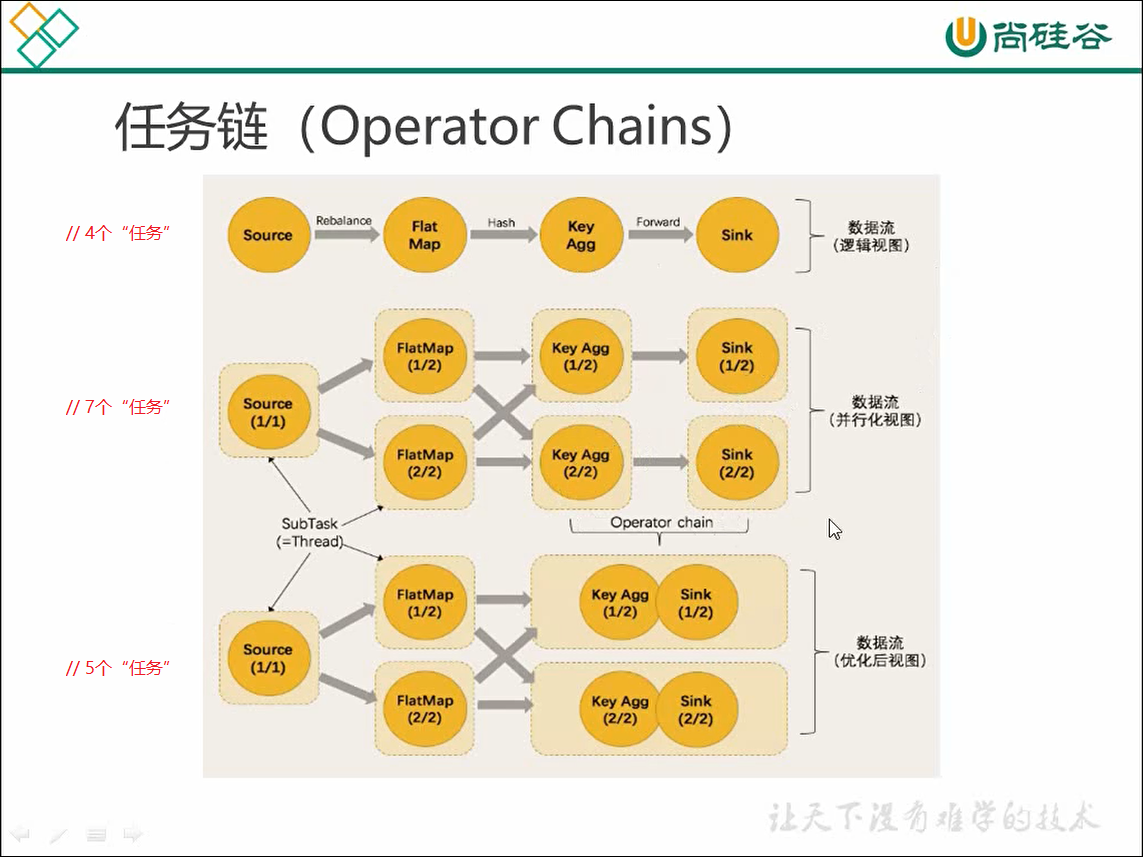 尚硅谷
任务链（Operator Chains）
// 4个“任务”
Source
Rebalance
Flat
Map
Hash
Key
Agg
Forward
Sink
数据流
（逻辑视图）
// 7个“任务”
Source
(1/1)
FlatMap
(1/2)
Key Agg
(1/2)
Sink
(1/2)
FlatMap
(2/2)
Key Agg
(2/2)
Sink
(2/2)
数据流
（并行化视图）
SubTask
(=Thread)
Operator chain
// 5个“任务”
Source
(1/1)
FlatMap
(1/2)
Key Agg
(1/2)
Sink
(1/2)
FlatMap
(2/2)
Key Agg
(2/2)
Sink
(2/2)
数据流
（优化后视图）
让天下没有难学的技术